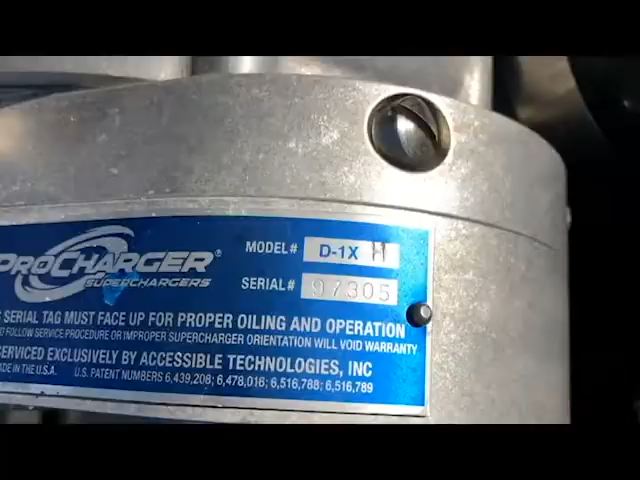 MODEL# D-1X H
PROCHARGER®
SUPERCHARGERS
SERIAL# 97305
SERIAL TAG MUST FACE UP FOR PROPER OILING AND OPERATION
FOLLOW SERVICE PROCEDURE OR IMPROPER SUPERCHARGER ORIENTATION WILL VOID WARRANTY
SERVICED EXCLUSIVELY BY ACCESSIBLE TECHNOLOGIES, INC
MADE IN THE U.S.A. U.S. PATENT NUMBERS 6,439,208; 6,478,016; 6,516,788; 6,516,789